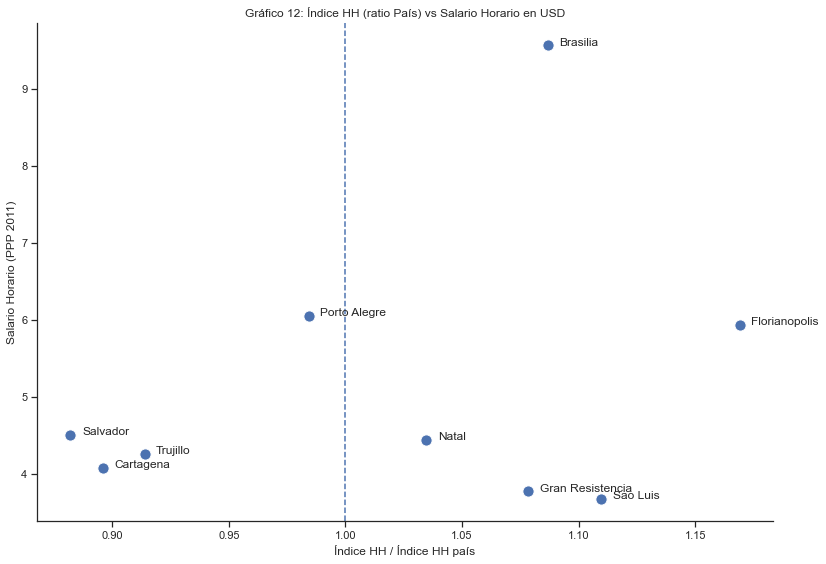 Gráfico 12: Índice HH (ratio País) vs Salario Horario en USD
Brasilia
9
8
7
Salario Horario (PPP 2011)
Porto Alegre
Florianopolis
6
5
Salvador
Natal
Trujillo
Cartagena
4
Gran Resistencia
Sao Luis
0.90
0.95
1.00
1.05
1.10
1.15
Índice HH / Índice HH país